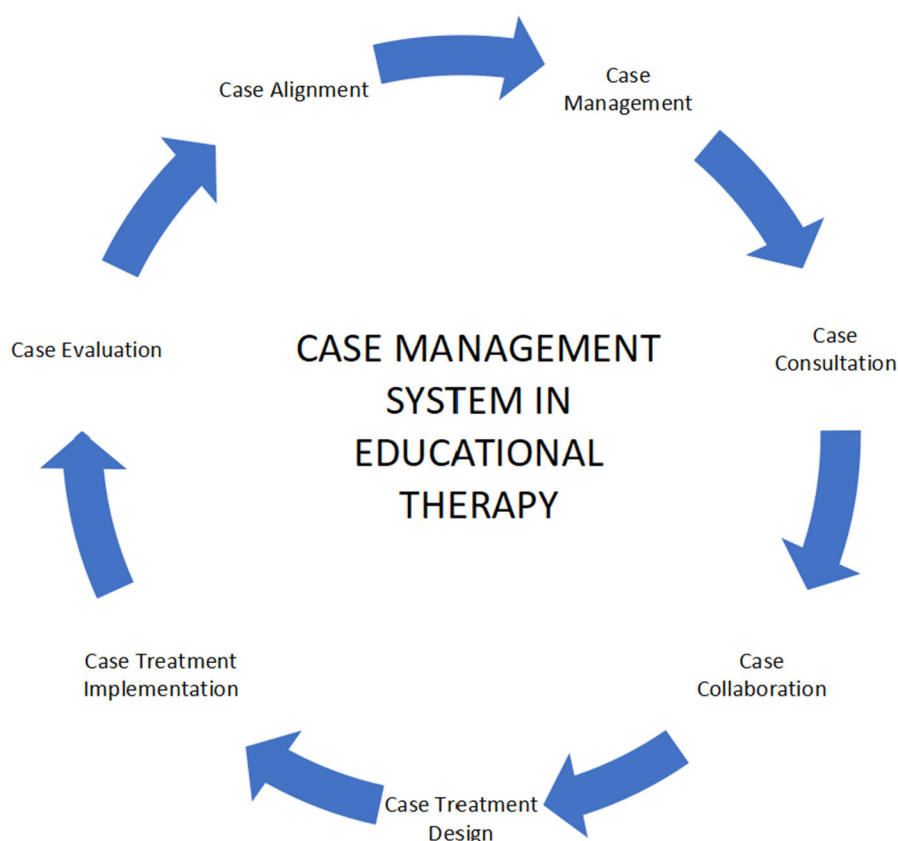 Case Alignment
Case
Management
Case
Consultation
CASE MANAGEMENT
SYSTEM IN
EDUCATIONAL
THERAPY
Case Evaluation
Case
Collaboration
Case Treatment
Implementation
Case Treatment
Design